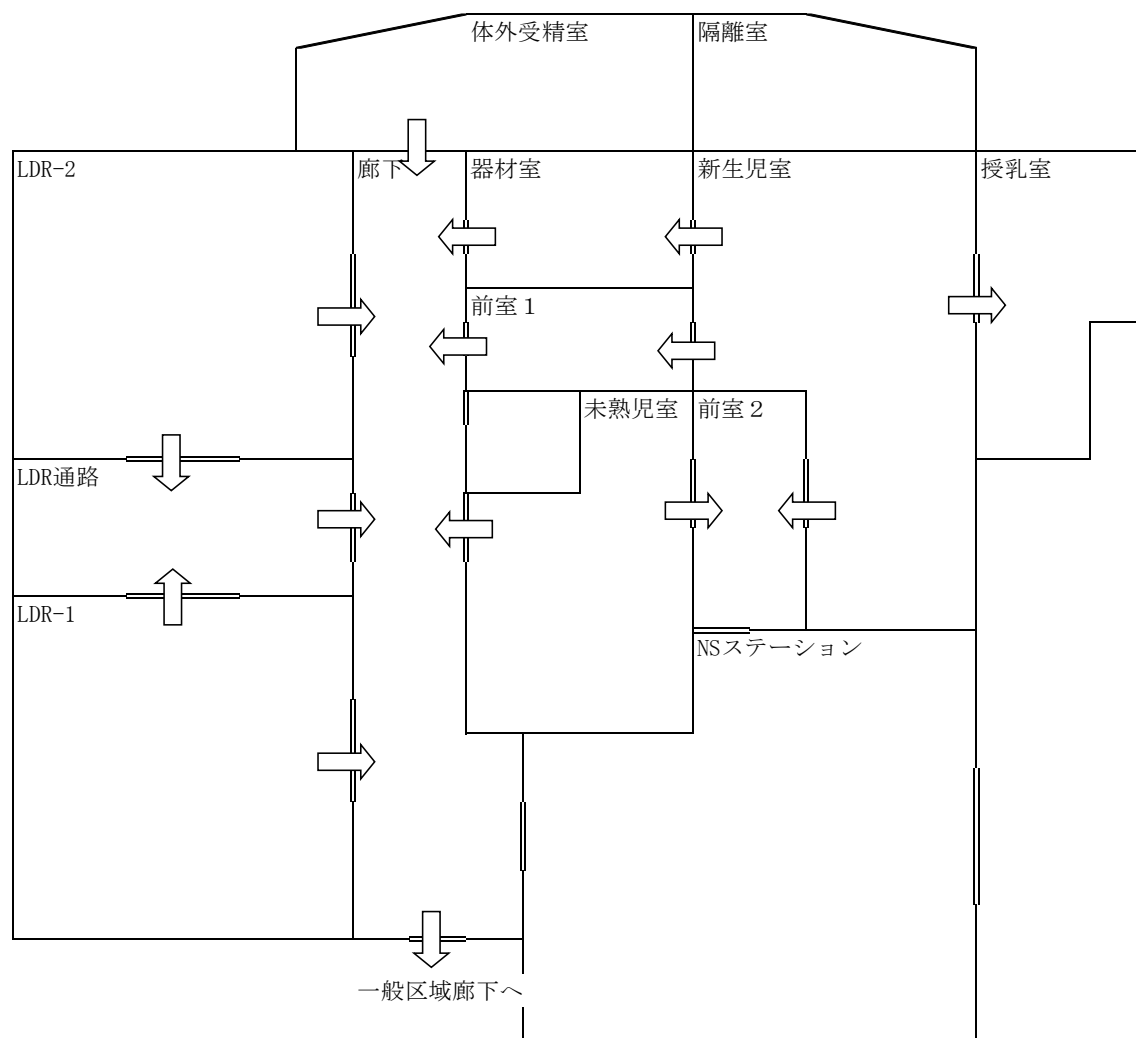 体外受精室
隔離室
LDR-2
廊下
器材室
新生児室
授乳室
前室１
未熟児室
前室２
LDR通路
LDR-1
NSステーション
一般区域廊下へ